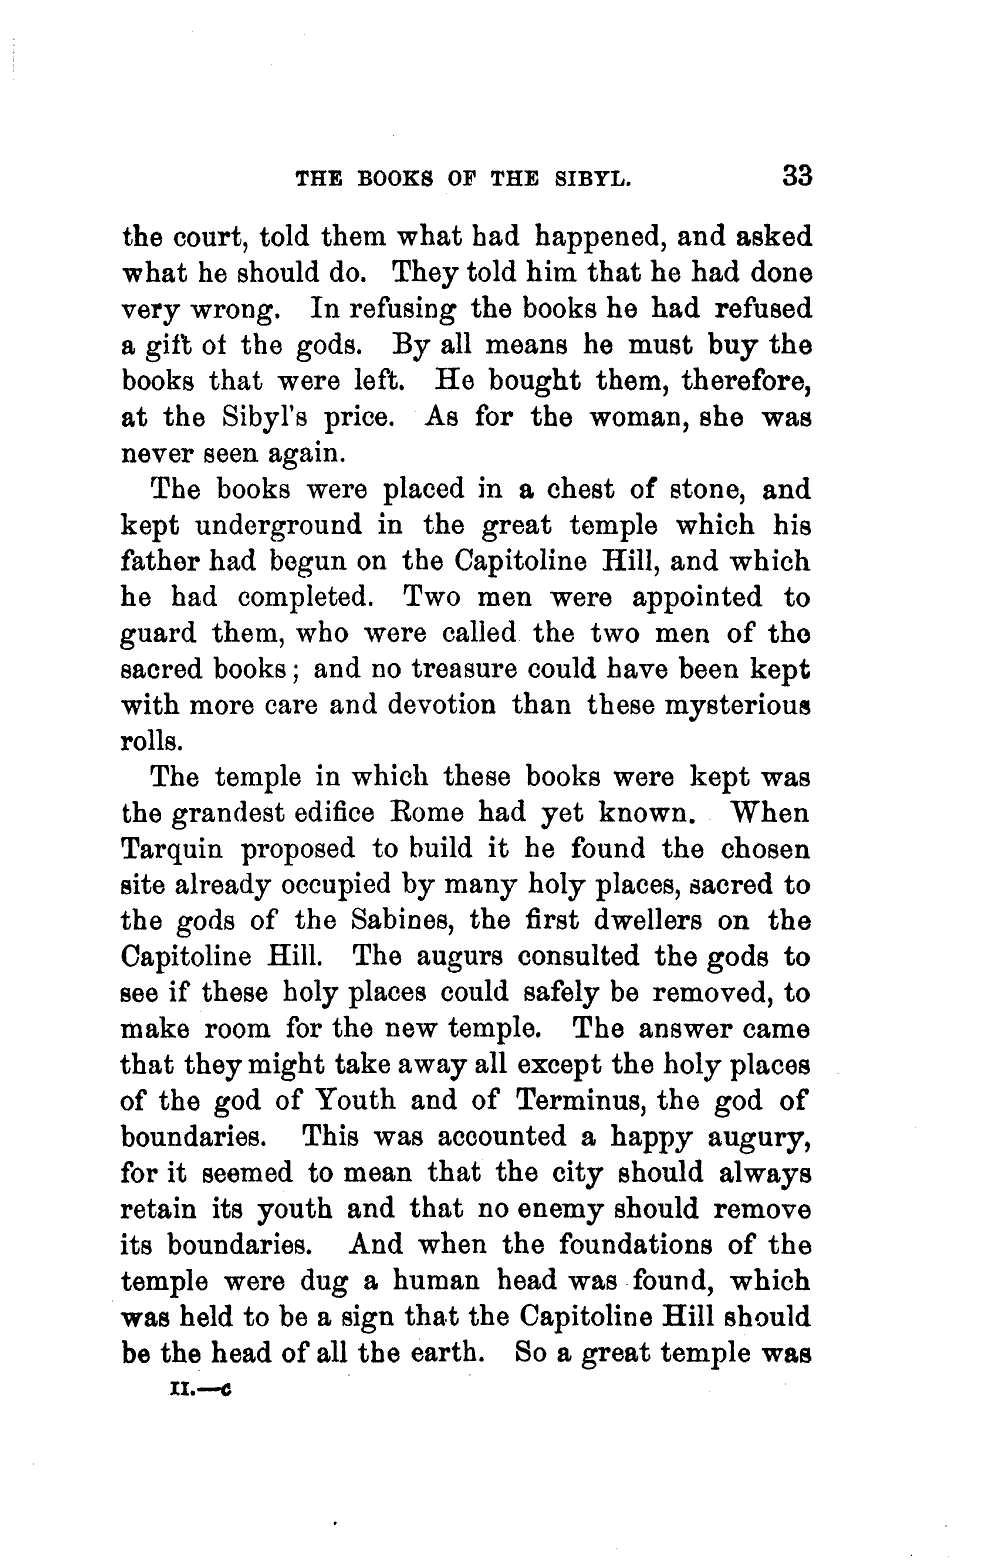 THE BOOKS OF THE SIBYL. 33
the court, told them what had happened, and asked
what he should do. They told him that he had done
very wrong. In refusing the books he had refused
a gift of the gods. By all means he must buy the
books that were left. He bought them, therefore,
at the Sibyl's price. As for the woman, she was
never seen again.
The books were placed in a chest of stone, and
kept underground in the great temple which his
father had begun on the Capitoline Hill, and which
he had completed. Two men were appointed to
guard them, who were called the two men of the
sacred books; and no treasure could have been kept
with more care and devotion than these mysterious
rolls.
The temple in which these books were kept was
the grandest edifice Rome had yet known. When
Tarquin proposed to build it he found the chosen
site already occupied by many holy places, sacred to
the gods of the Sabines, the first dwellers on the
Capitoline Hill. The augurs consulted the gods to
see if these holy places could safely be removed, to
make room for the new temple. The answer came
that they might take away all except the holy places
of the god of Youth and of Terminus, the god of
boundaries. This was accounted a happy augury,
for it seemed to mean that the city should always
retain its youth and that no enemy should remove
its boundaries. And when the foundations of the
temple were dug a human head was found, which
was held to be a sign that the Capitoline Hill should
be the head of all the earth. So a great temple was
II.—c